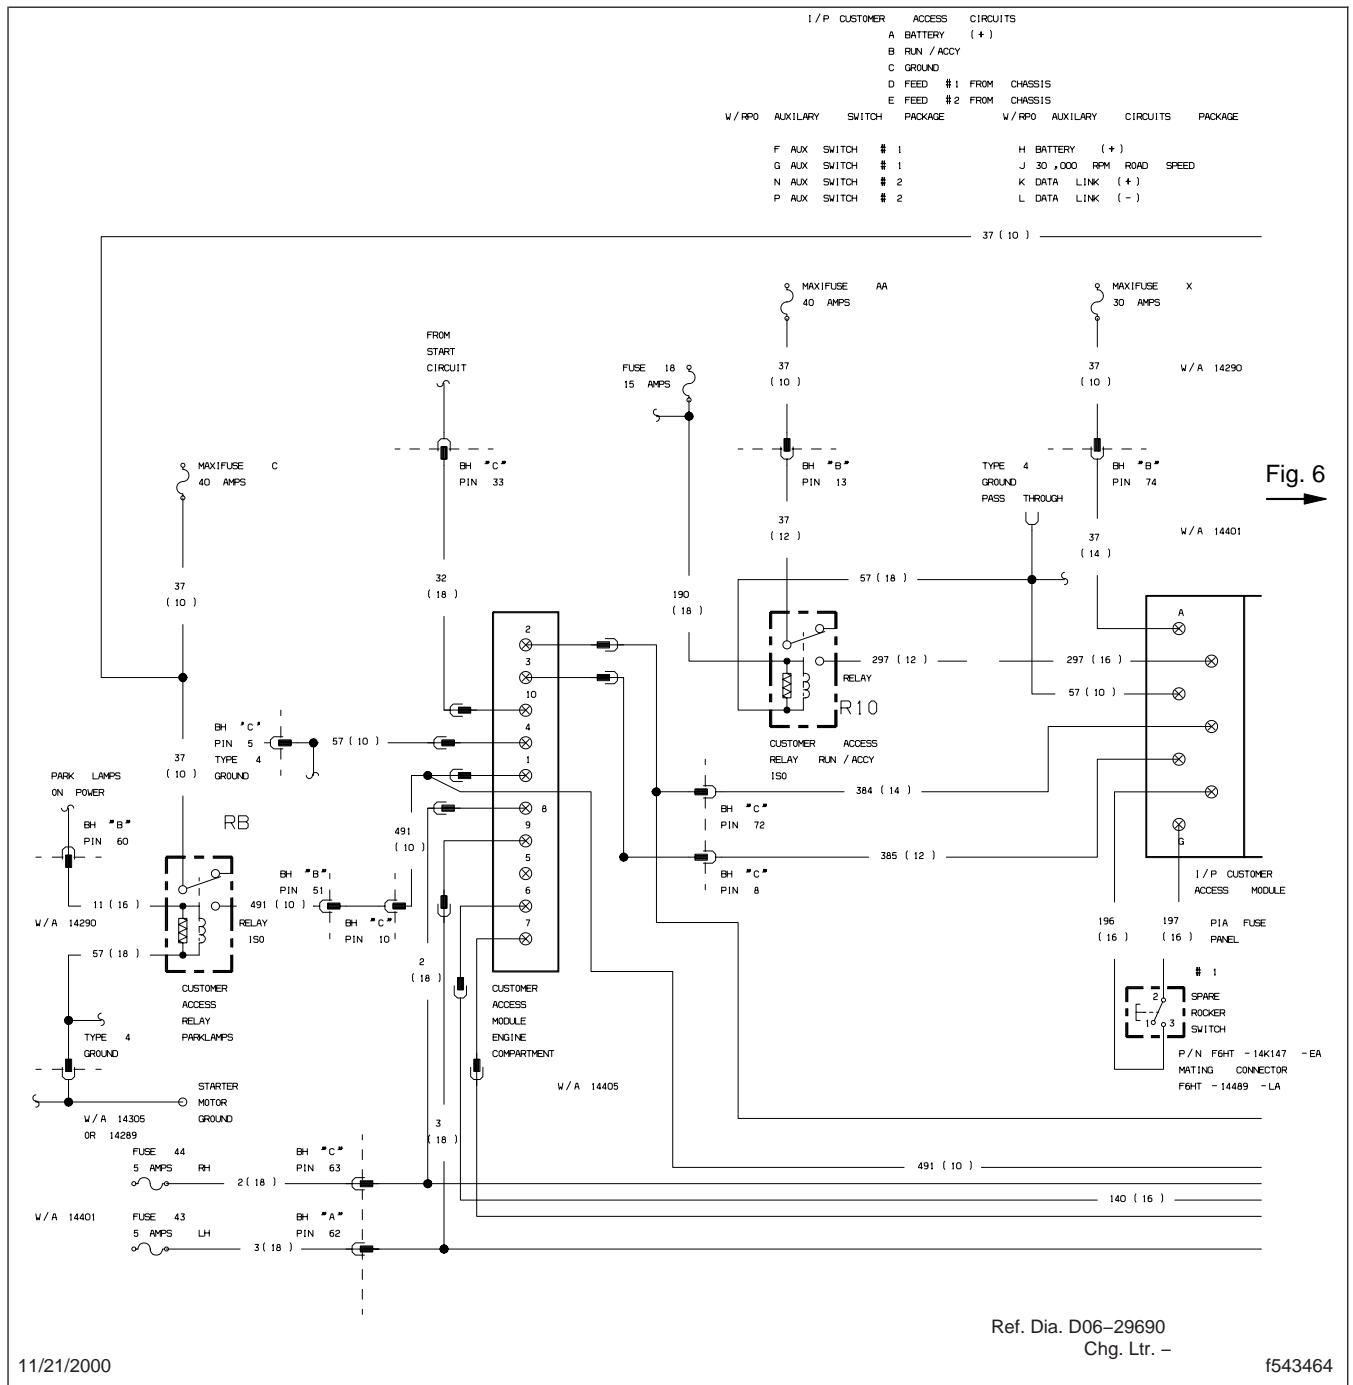 I/P CUSTOMER ACCESS CIRCUITS
A BATTERY (+)
B RUN / ACCY
C GROUND
D FEED #1 FROM CHASSIS
E FEED #2 FROM CHASSIS
W/RPO AUXILARY SWITCH PACKAGE
W/RPO AUXILARY CIRCUITS PACKAGE
F AUX SWITCH # 1
G AUX SWITCH # 1
N AUX SWITCH # 2
P AUX SWITCH # 2
H BATTERY (+)
J 30 ,000 RPM ROAD SPEED
K DATA LINK (+)
L DATA LINK (-)
37 ( 10 )
MAXIFUSE AA
40 AMPS
MAXIFUSE X
30 AMPS
FROM
START
CIRCUIT
FUSE 18
15 AMPS
37
( 10 )
37
( 10 )
W/A 14290
MAXIFUSE C
40 AMPS
BH "C"
PIN 33
BH "B"
PIN 13
TYPE 4
GROUND
PASS THROUGH
BH "B"
PIN 74
Fig. 6
37
( 12 )
37
( 14 )
W/A 14401
37
( 10 )
32
( 18 )
190
( 18 )
57 ( 18 )
A
2
3
10
4
1
8
9
5
6
7
297 ( 12 )
297 ( 16 )
RELAY
R10
57 ( 10 )
CUSTOMER ACCESS
RELAY RUN / ACCY
ISO
BH "C"
PIN 5
TYPE 4
GROUND
57 ( 10 )
37
( 10 )
PARK LAMPS
ON POWER
384 ( 14 )
BH "C"
PIN 72
BH "B"
PIN 60
RB
491
( 10 )
G
385 ( 12 )
BH "C"
PIN 8
I/P CUSTOMER
ACCESS MODULE
BH "B"
PIN 51
11 ( 16 )
491 ( 10 )
W/A 14290
RELAY
ISO
BH "C"
PIN 10
196
( 16 )
197
( 16 )
PIA FUSE
PANEL
57 ( 18 )
2
( 18 )
# 1
CUSTOMER
ACCESS
RELAY
PARKLAMPS
CUSTOMER
ACCESS
MODULE
ENGINE
COMPARTMENT
2
1
3
SPARE
ROCKER
SWITCH
TYPE 4
GROUND
P/N F6HT -14K147 -EA
MATING CONNECTOR
F6HT -14489 -LA
W/A 14405
STARTER
MOTOR
GROUND
W/A 14305
OR 14289
3
( 18 )
FUSE 44
5 AMPS RH
BH "C"
PIN 63
491 ( 10 )
2( 18 )
140 ( 16 )
W/A 14401
FUSE 43
5 AMPS LH
BH "A"
PIN 62
3( 18 )
Ref. Dia. D06–29690
Chg. Ltr. –
11/21/2000
f543464